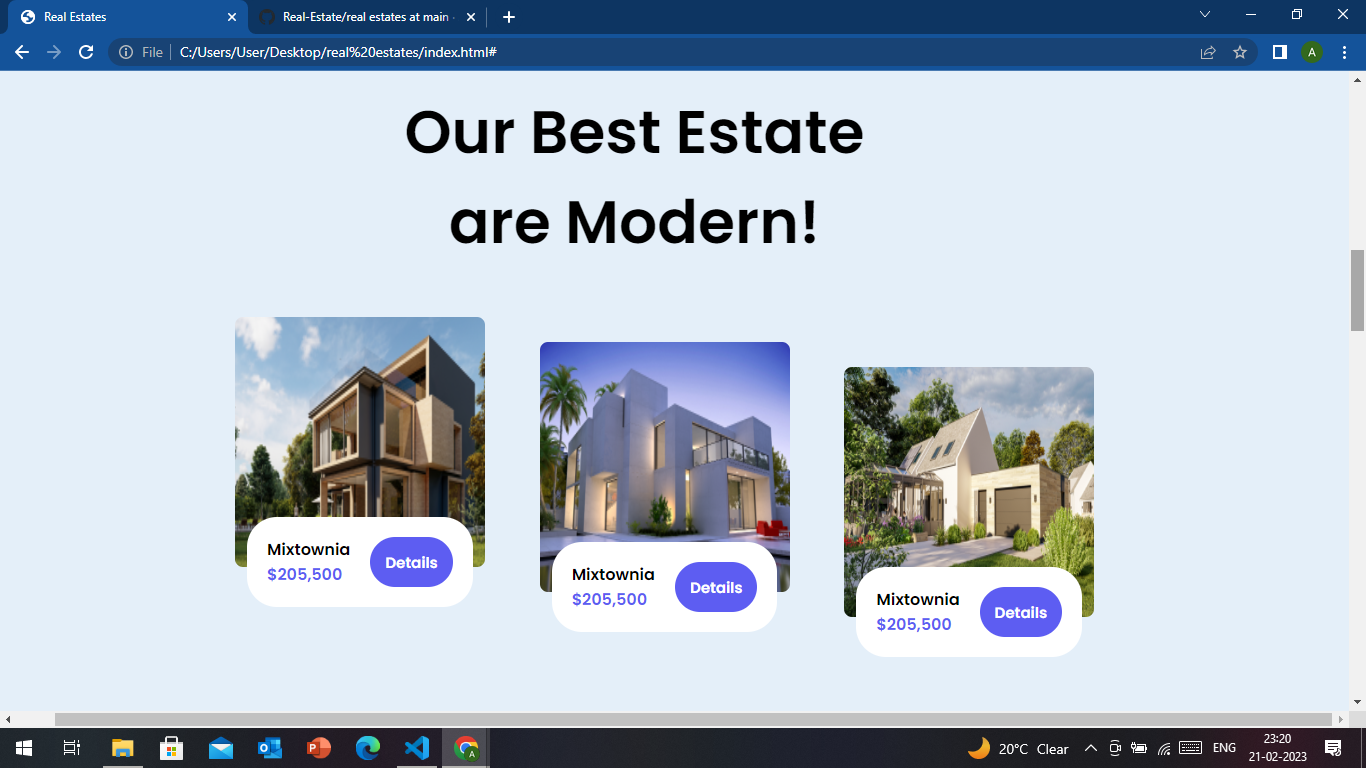 Real Estates
Real-Estate/real estates at main
File
C:/Users/User/Desktop/real%20estates/index.html#
A
Our Best Estate
are Modern!
Mixtownia
$205,500
Details
Mixtownia
$205,500
Details
Mixtownia
$205,500
Details
20°C Clear
ENG
23:20
21-02-2023